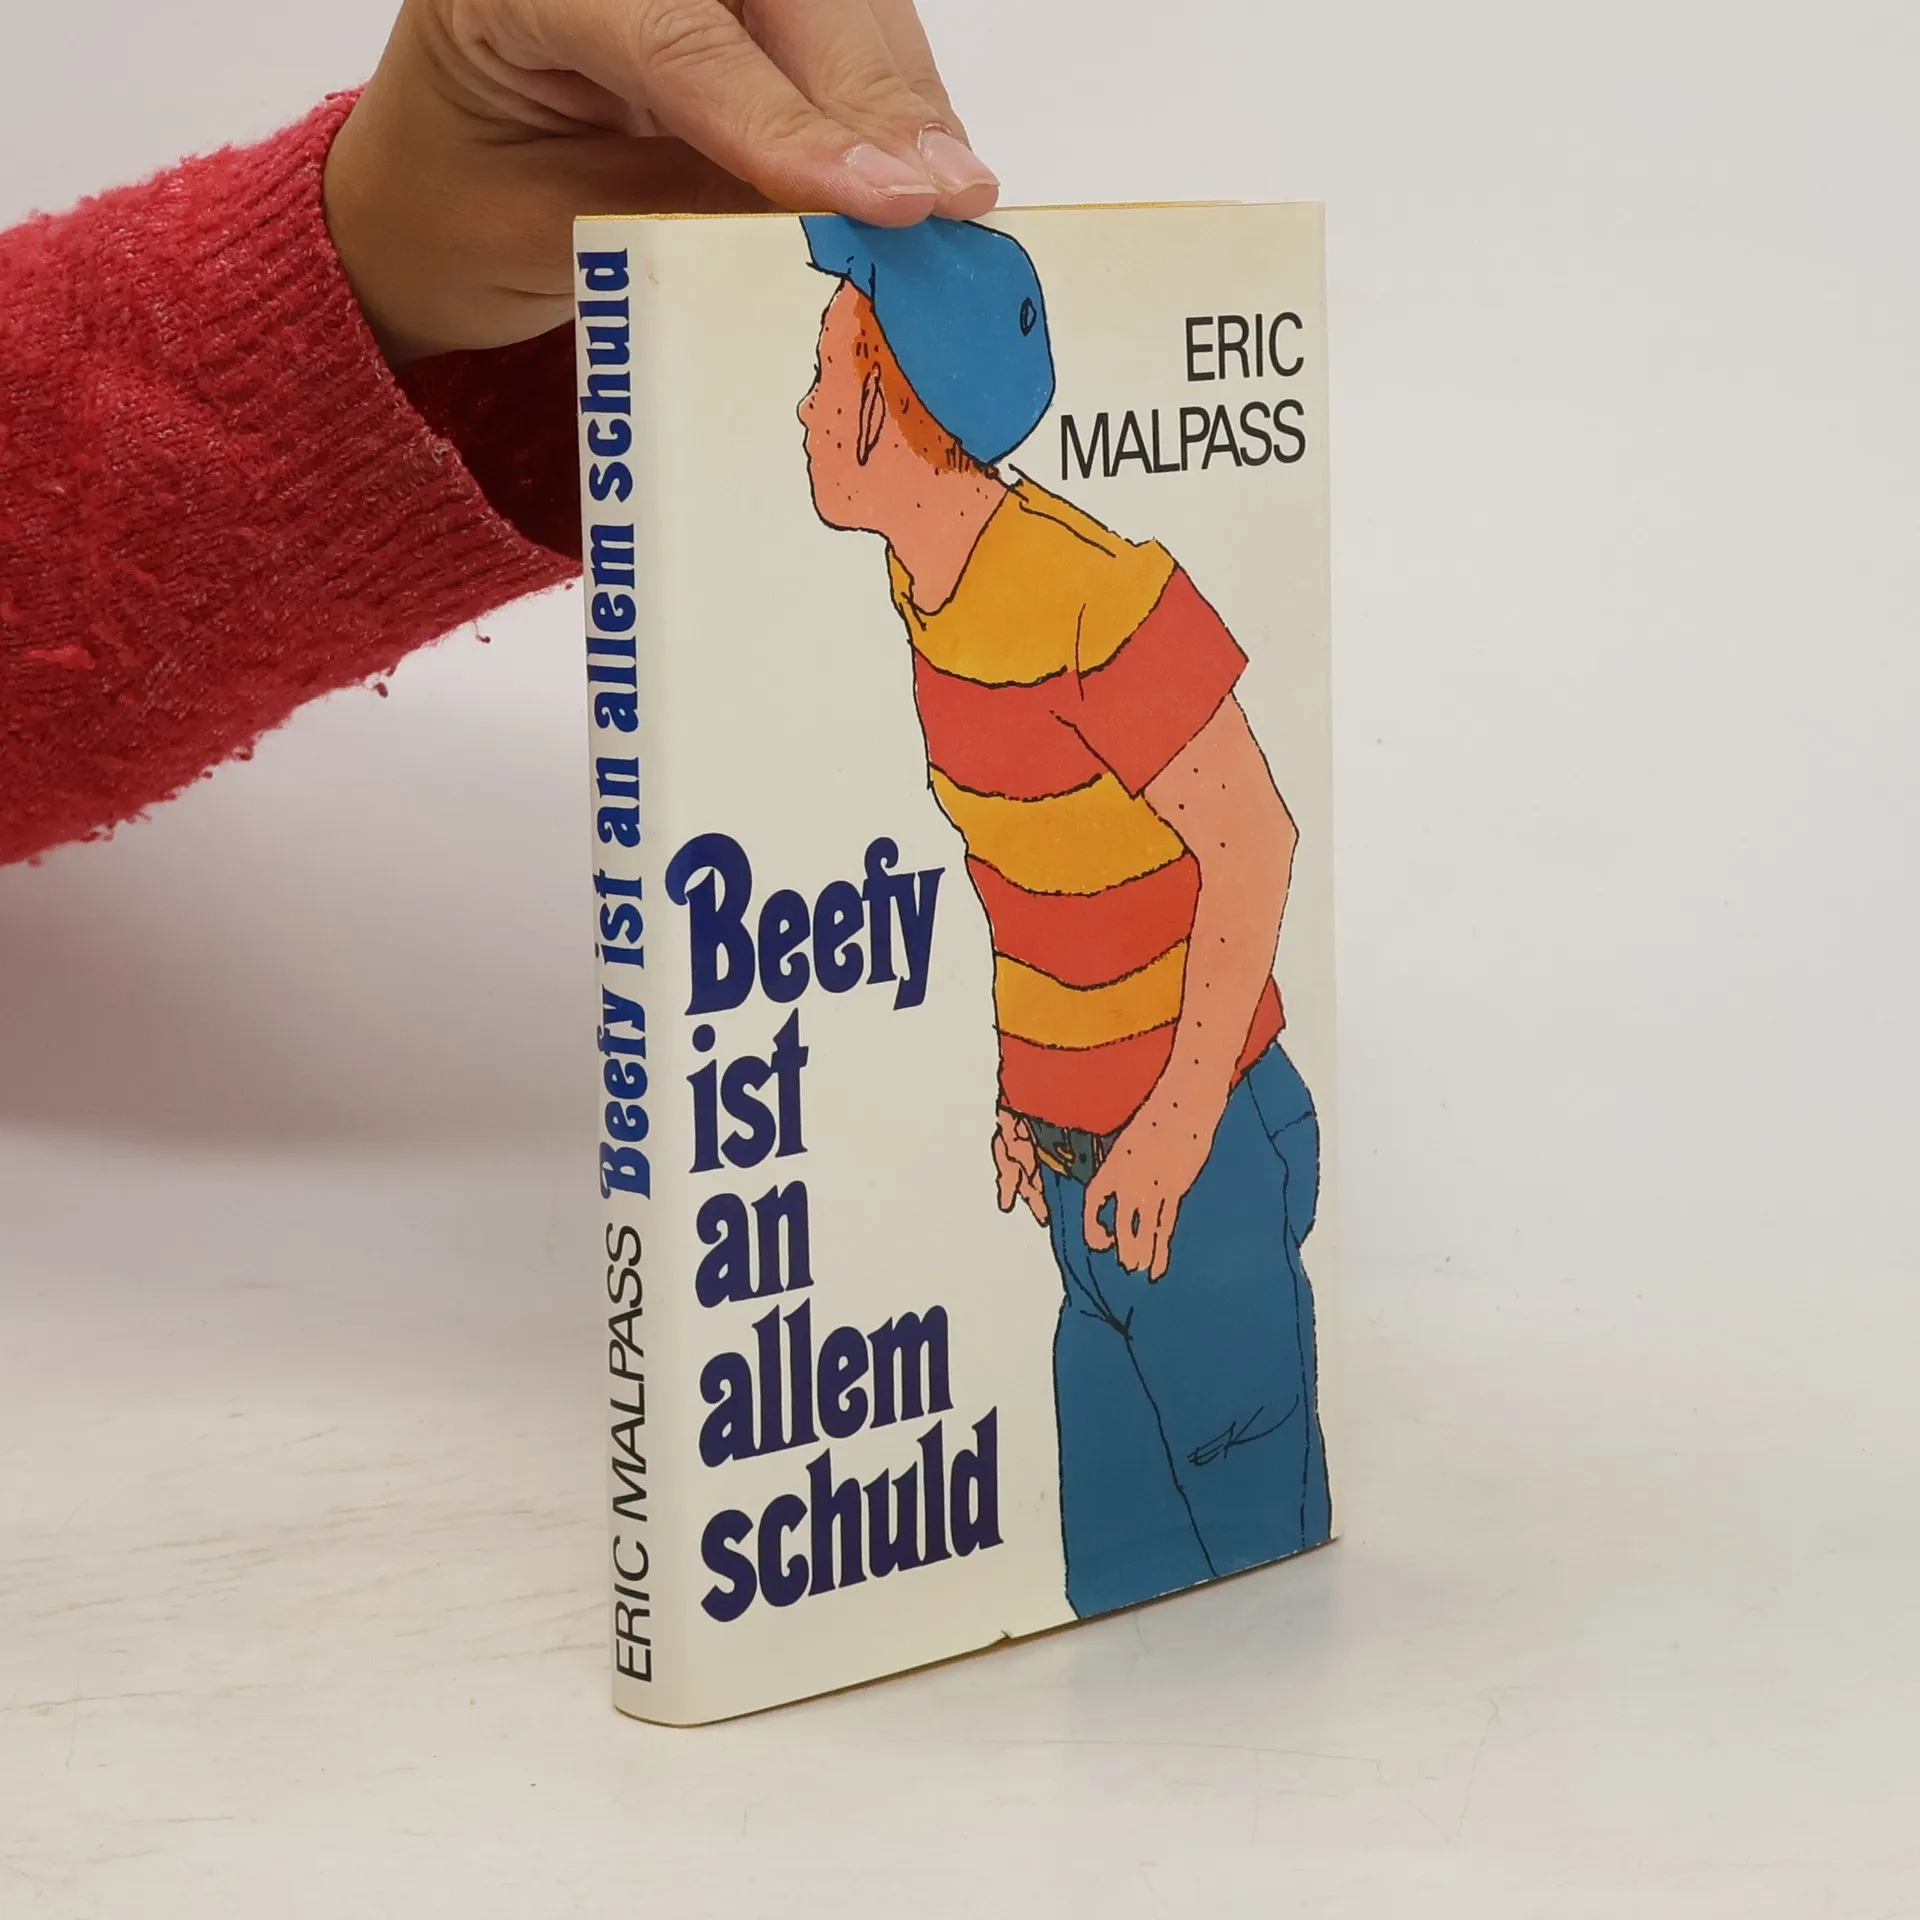 ERIC
MALPASS
Beefy
ist
an
allem
schuld
ERIC MALPASS Beefy ist an allem schuld
EK